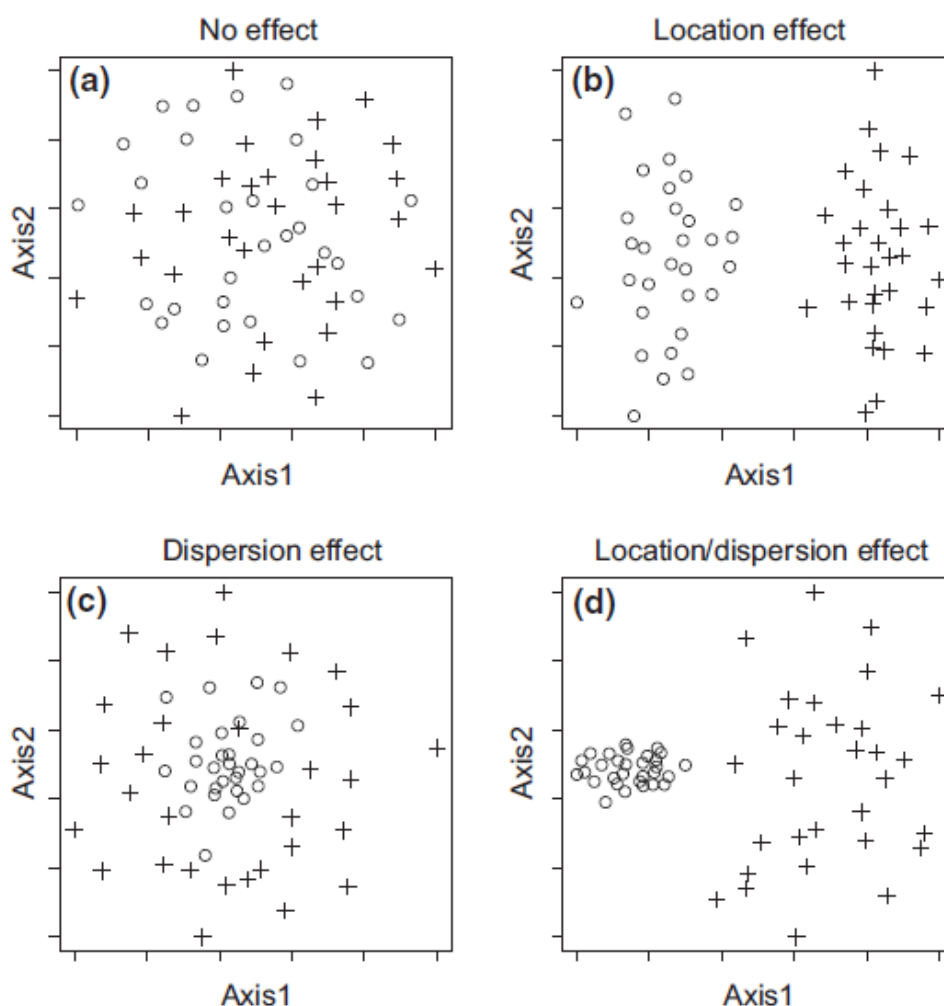 No effect
Location effect
(a)
(b)
Axis2
Axis2
Axis1
Axis1
Dispersion effect
Location/dispersion effect
(c)
(d)
Axis2
Axis2
Axis1
Axis1